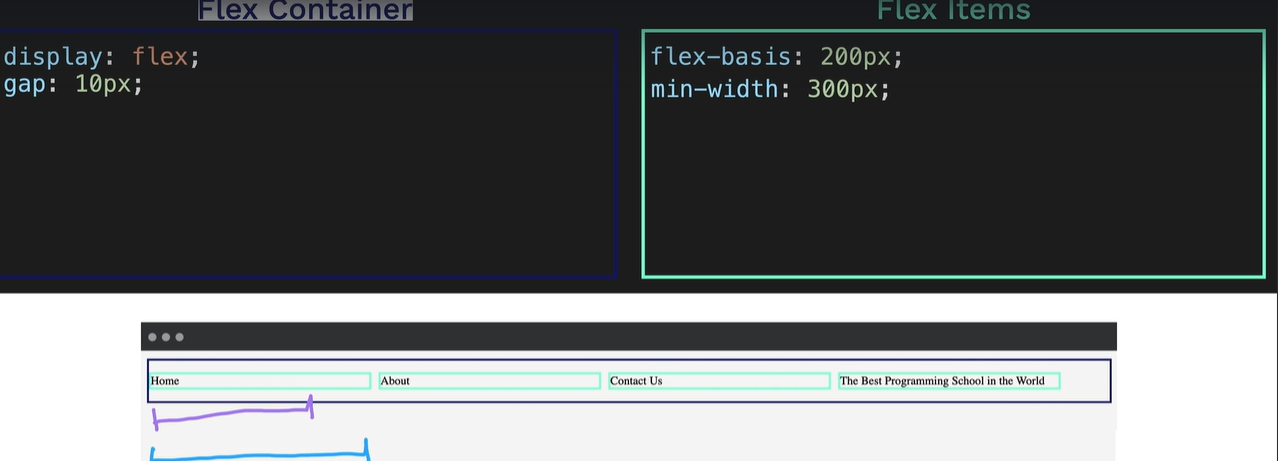 Flex Container
Flex Items
display: flex;
gap: 10px;
flex-basis: 200px;
min-width: 300px;
Home
About
Contact Us
The Best Programming School in the World